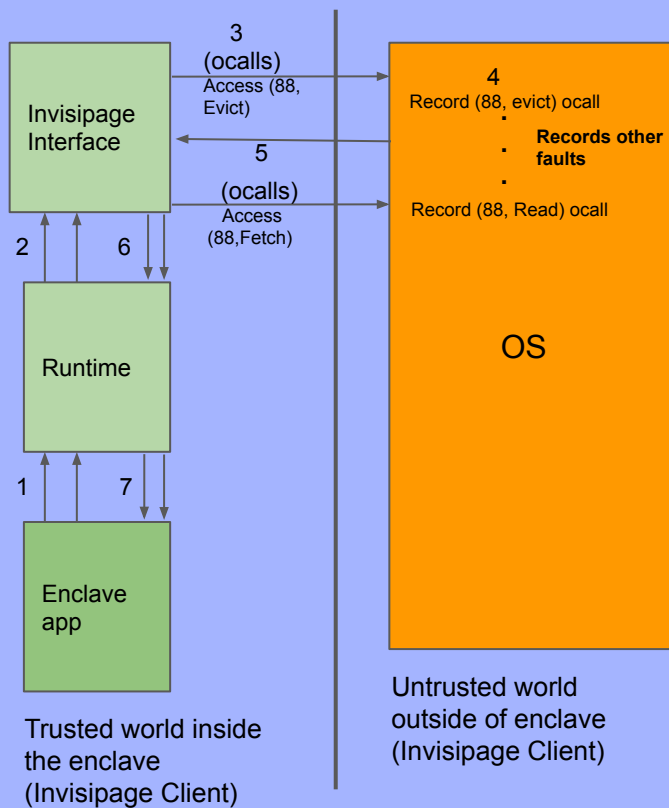 3
(ocalls)
Access (88,
Evict)
4
Record (88, evict) ocall
.
Records other
faults
.
.
Record (88, Read) ocall
Invisipage
Interface
5
(ocalls)
Access
(88,Fetch)
2
6
Runtime
OS
1
7
Enclave
app
Trusted world inside
the enclave
(Invisipage Client)
Untrusted world
outside of enclave
(Invisipage Client)